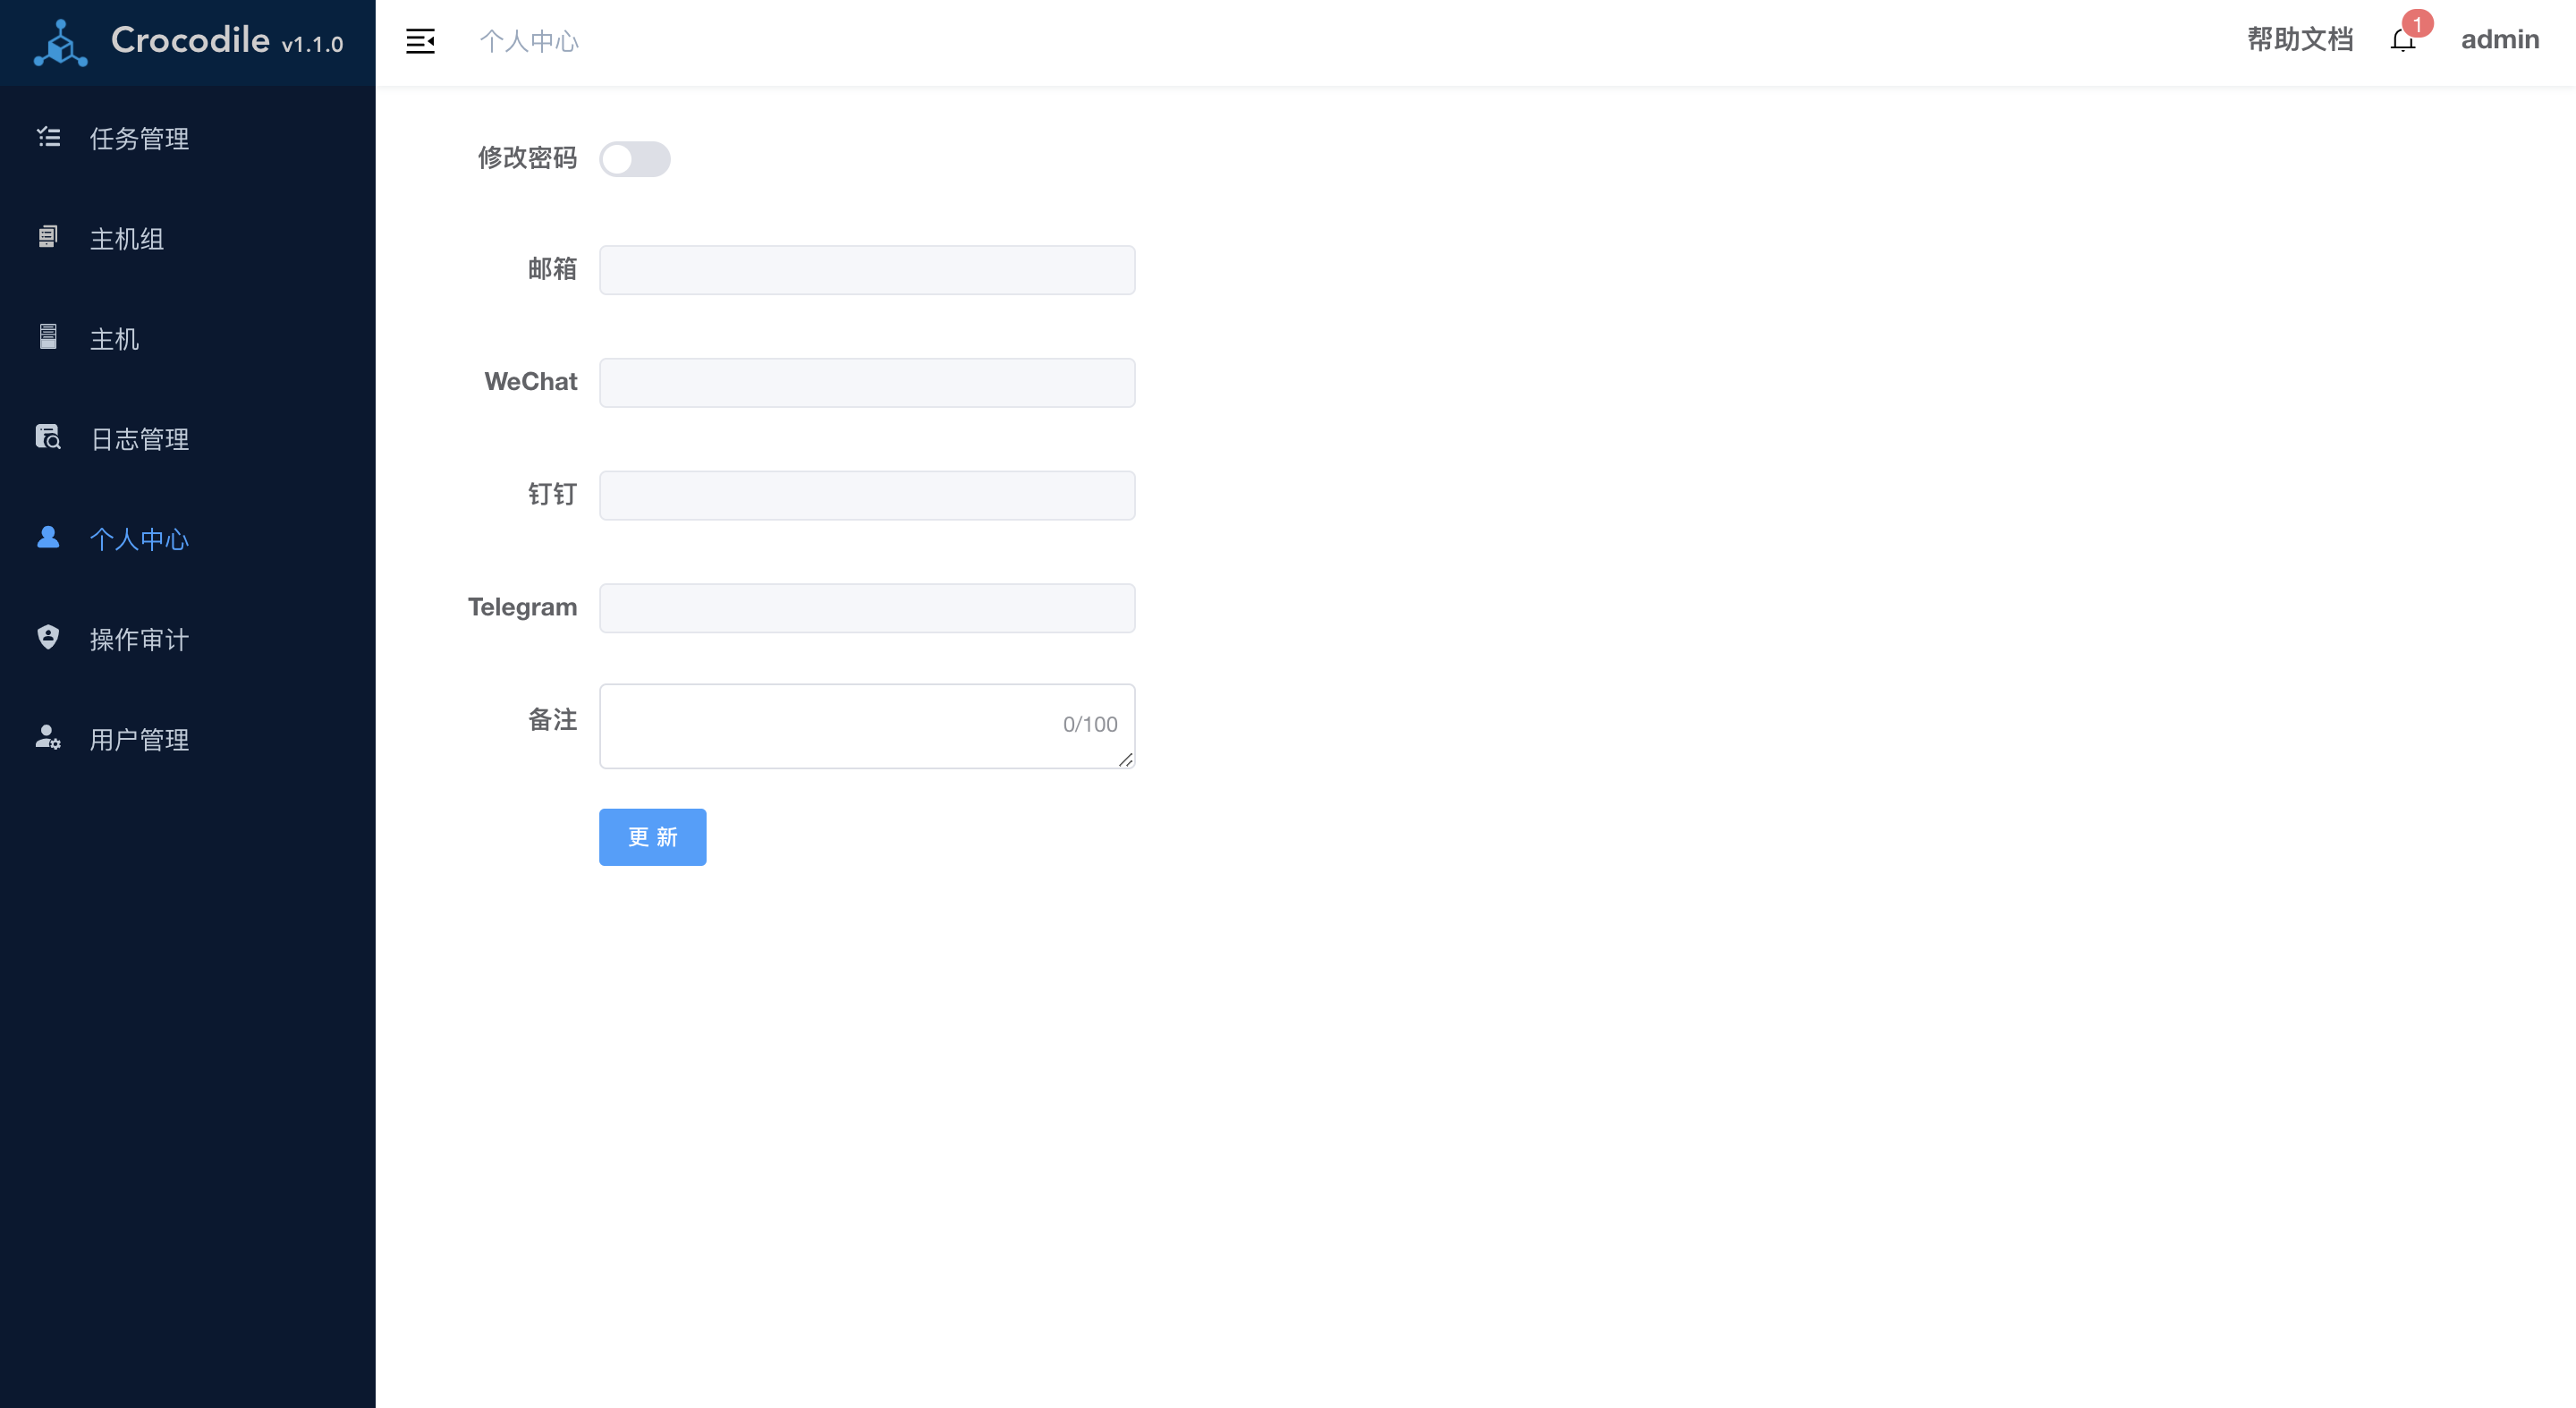 Crocodile v1.1.0
个人中心
帮助文档
1
admin
任务管理
主机组
主机
日志管理
个人中心
操作审计
用户管理
修改密码
邮箱
WeChat
钉钉
Telegram
备注
0/100
更 新